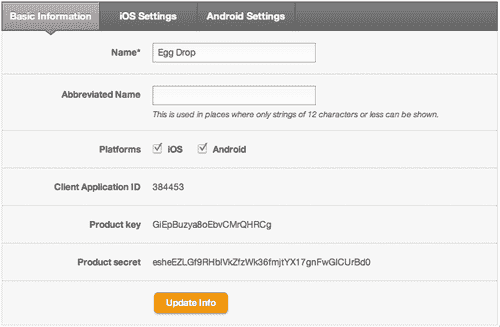 Basic Information iOS Settings Android Settings
Name* Egg Drop
Abbreviated Name
This is used in places where only strings of 12 characters or less can be shown.
Platforms iOS Android
Client Application ID 384453
Product key GiEpBuzya8oEbvCMrQHRCg
Product secret esheEZLGf9RHbIVkZfzWk36fmjtYX17gnFwGlCUrBd0
Update Info